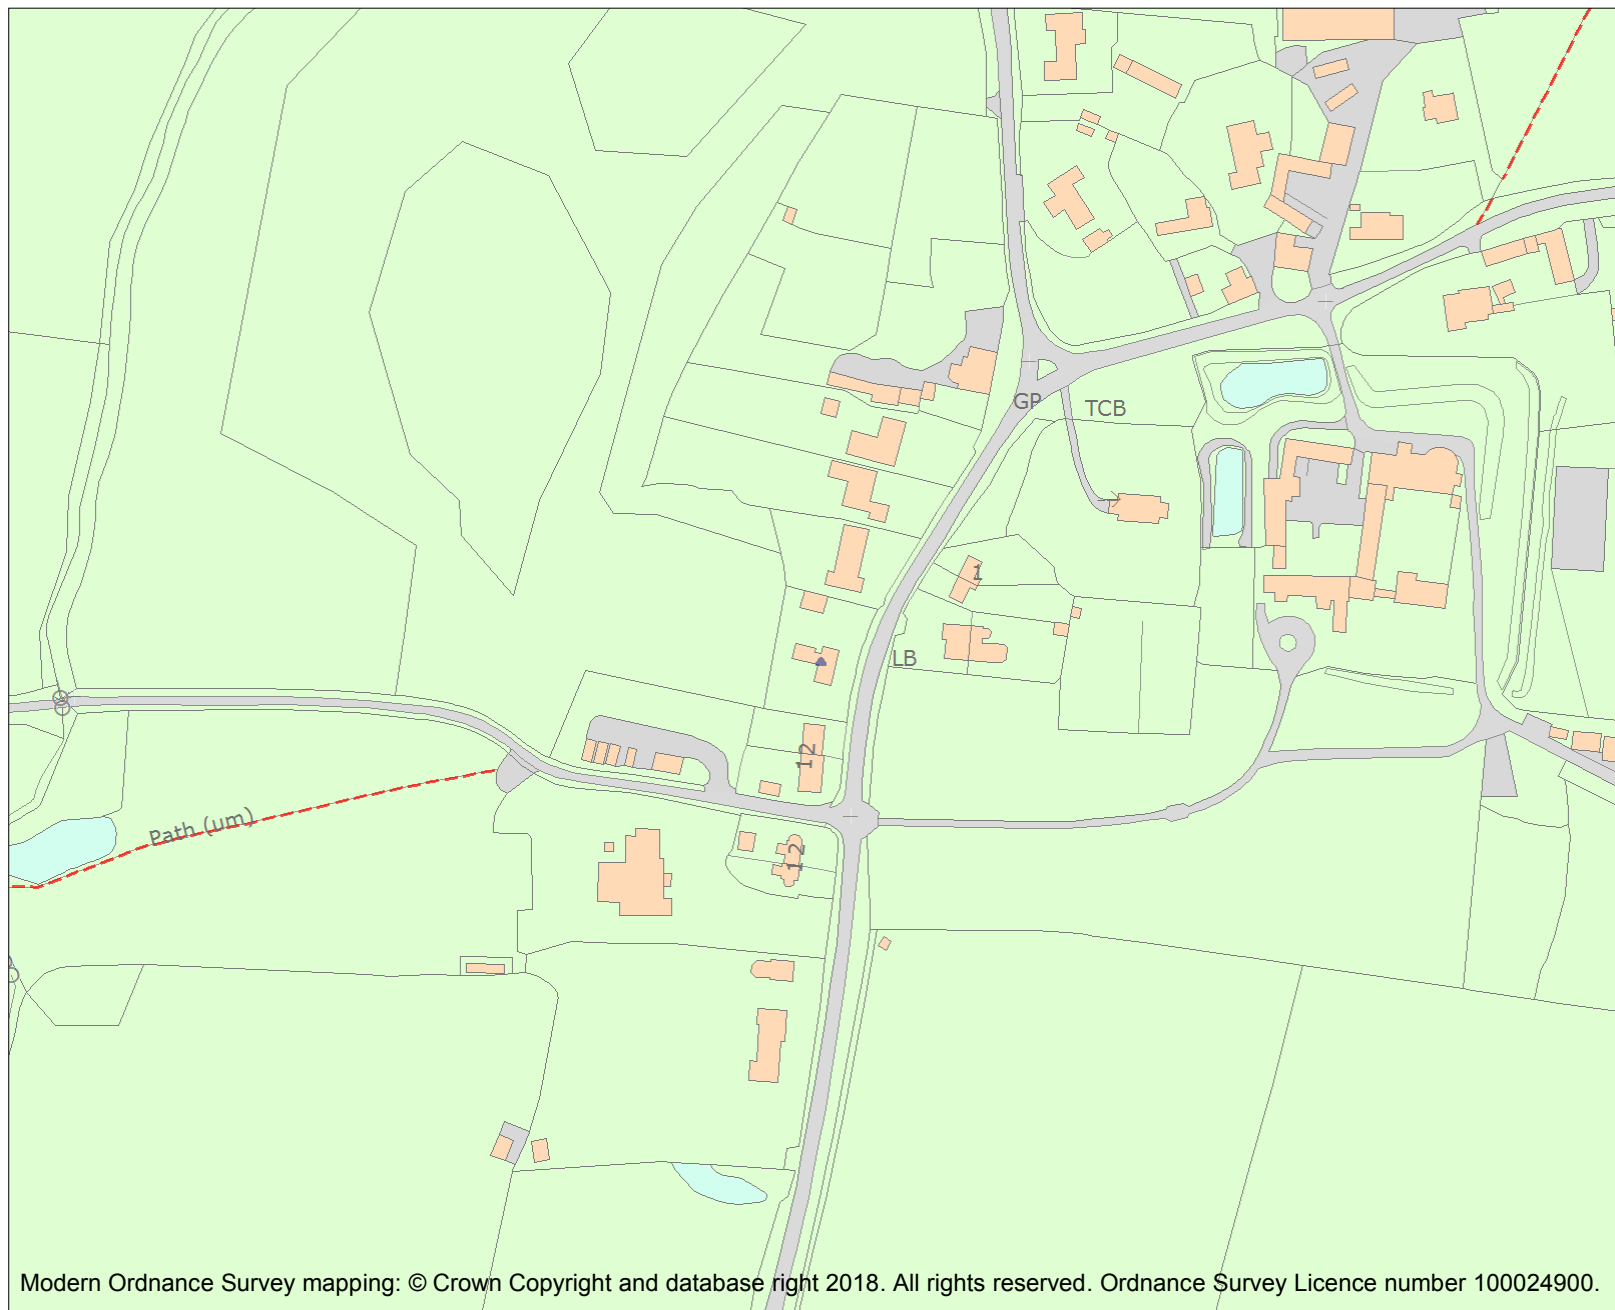 GP
TCB
1
LB
12
Path (um)
12
Modern Ordnance Survey mapping: © Crown Copyright and database right 2018. All rights reserved. Ordnance Survey Licence number 100024900.